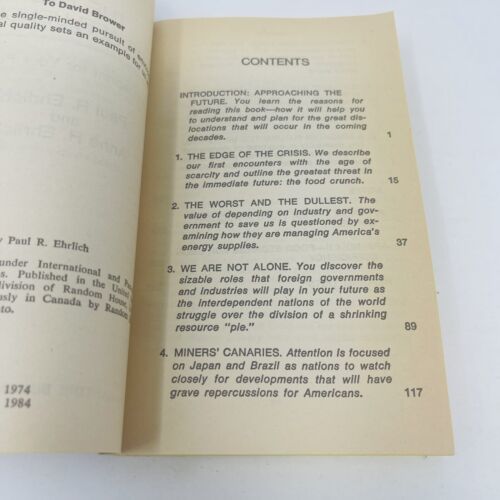 To David Brower
single-minded pursuit of
quality sets an example for
Paul R. Ehrlich
under International and
Published in the United
division of Random House,
in Canada by Random
1974
1984
CONTENTS
INTRODUCTION: APPROACHING THE
FUTURE. You learn the reasons for
reading this book—how it will help you
to understand and plan for the great dis-
locations that will occur in the coming
decades. 1
1. THE EDGE OF THE CRISIS. We describe
our first encounters with the age of
scarcity and outline the greatest threat in
the immediate future: the food crunch. 15
2. THE WORST AND THE DULLEST. The
value of depending on industry and gov-
ernment to save us is questioned by ex-
amining how they are managing America's
energy supplies. 37
3. WE ARE NOT ALONE. You discover the
sizable roles that foreign governments
and industries will play in your future as
the interdependent nations of the world
struggle over the division of a shrinking
resource "pie." 89
4. MINERS' CANARIES. Attention is focused
on Japan and Brazil as nations to watch
closely for developments that will have
grave repercussions for Americans. 117